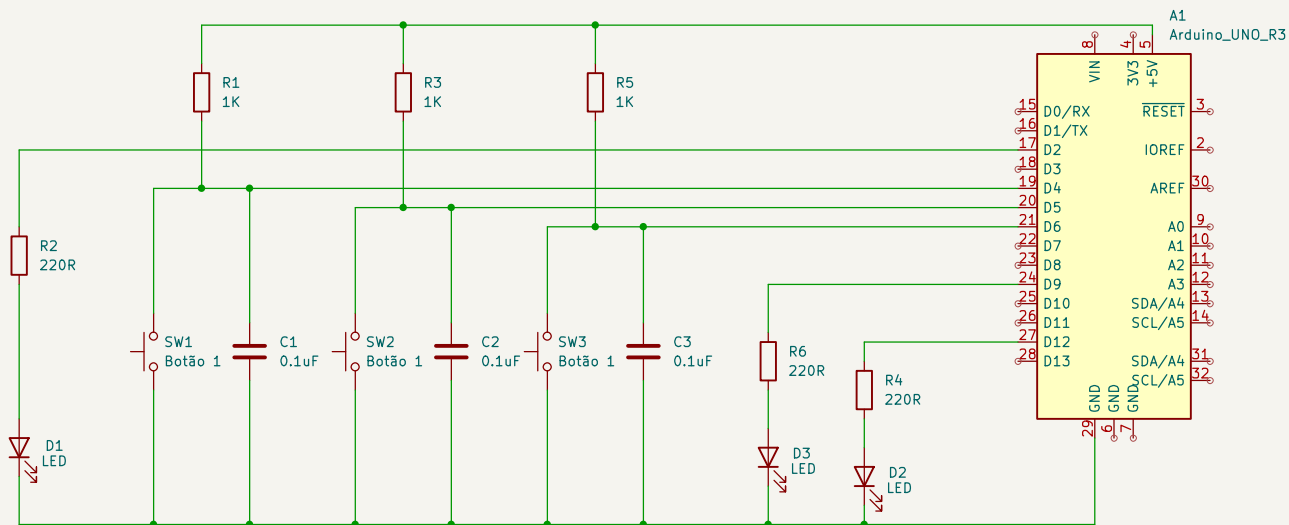 A1
Arduino_UNO_R3
8
4
5
VIN
3V3
+5V
R1
1K
R3
1K
R5
1K
15 D0/RX
16 D1/TX
17 D2
18 D3
19 D4
20 D5
21 D6
22 D7
23 D8
24 D9
25 D10
26 D11
27 D12
28 D13
RESET 3
IOREF 2
AREF 30
A0 9
A1 10
A2 11
A3 12
SDA/A4 13
SCL/A5 14
SDA/A4 31
SCL/A5 32
GND
GND
GND
29
6
7
R2
220R
SW1
Botão 1
C1
0.1uF
SW2
Botão 1
C2
0.1uF
SW3
Botão 1
C3
0.1uF
R6
220R
R4
220R
D1
LED
D3
LED
D2
LED